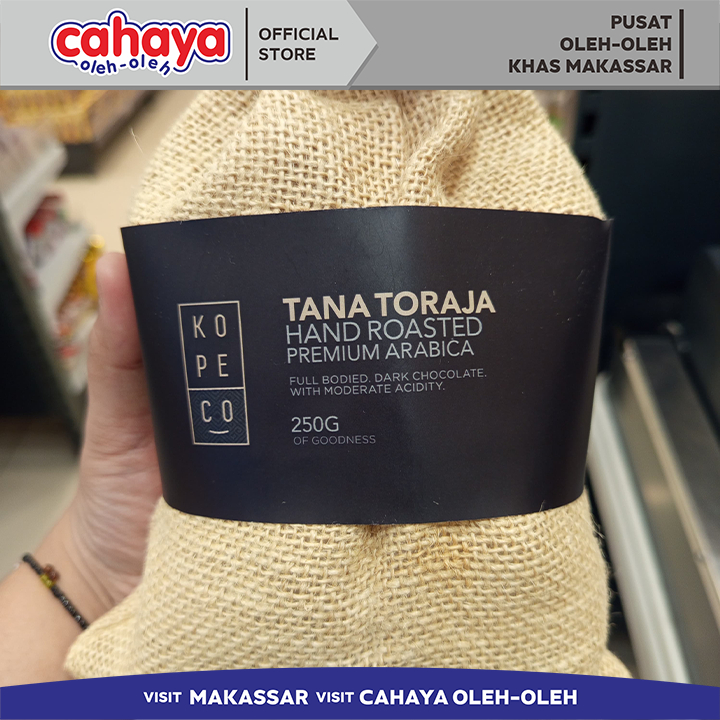 cahaya
oleh-oleh
OFFICIAL
STORE
PUSAT
OLEH-OLEH
KHAS MAKASSAR
KO
PE
CO
TANA TORAJA
HAND ROASTED
PREMIUM ARABICA
FULL BODIED. DARK CHOCOLATE.
WITH MODERATE ACIDITY.
250G
OF GOODNESS
VISIT MAKASSAR VISIT CAHAYA OLEH-OLEH